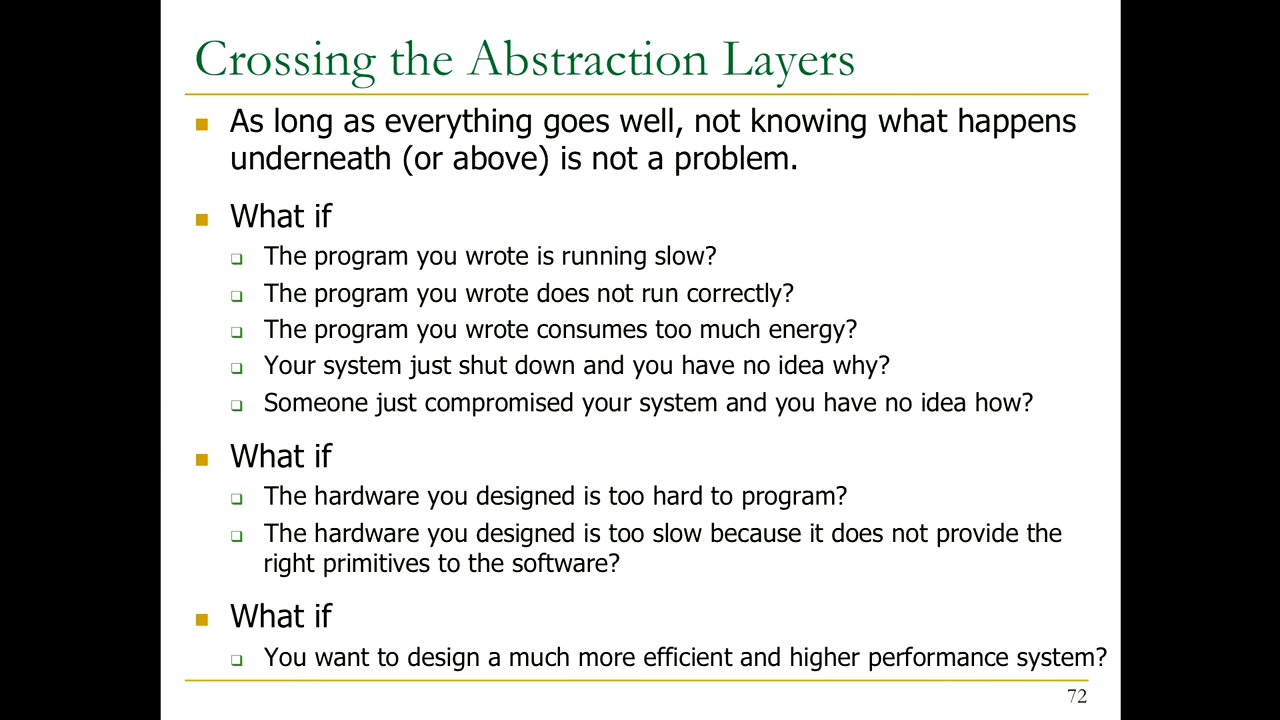 Crossing the Abstraction Layers
As long as everything goes well, not knowing what happens
underneath (or above) is not a problem.
What if
The program you wrote is running slow?
The program you wrote does not run correctly?
The program you wrote consumes too much energy?
Your system just shut down and you have no idea why?
Someone just compromised your system and you have no idea how?
What if
The hardware you designed is too hard to program?
The hardware you designed is too slow because it does not provide the
right primitives to the software?
What if
You want to design a much more efficient and higher performance system?
72